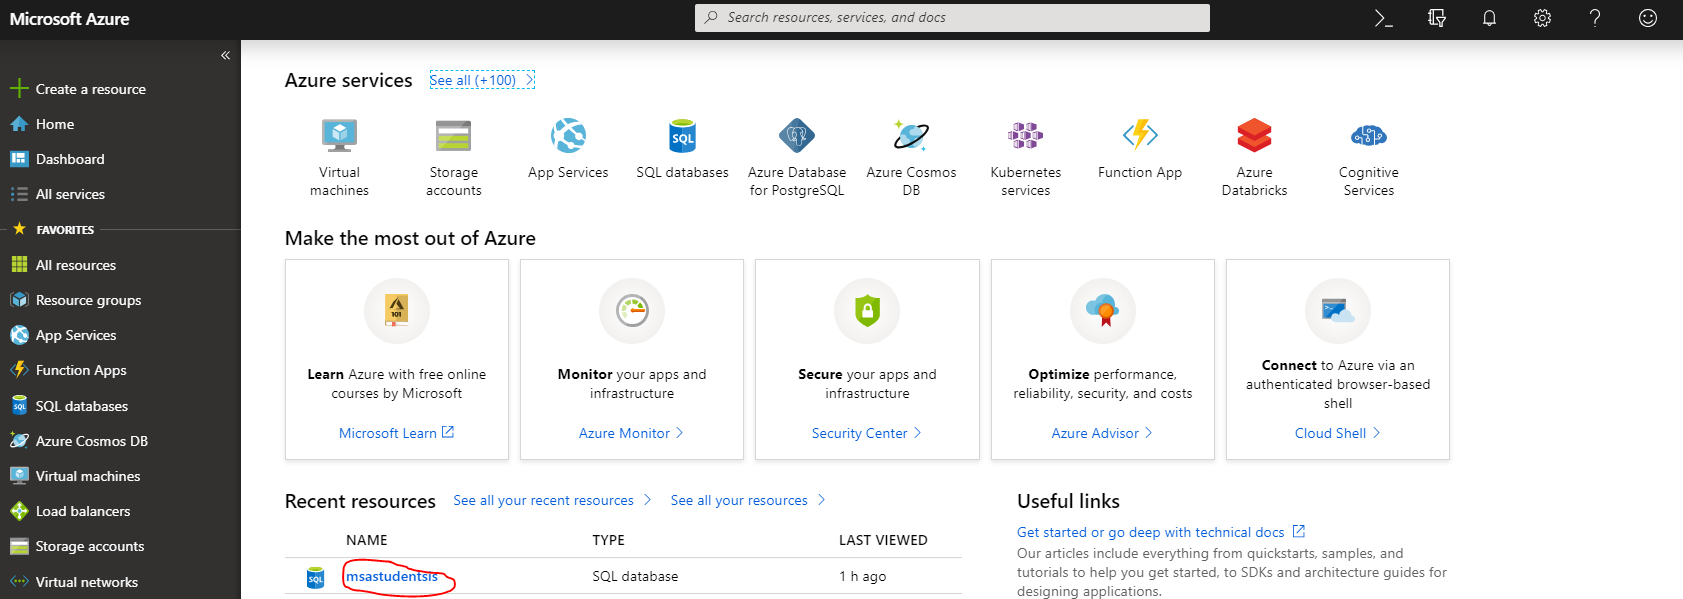 Microsoft Azure
Search resources, services, and docs
«
Create a resource
Home
Dashboard
All services
FAVORITES
All resources
Resource groups
App Services
Function Apps
SQL databases
Azure Cosmos DB
Virtual machines
Load balancers
Storage accounts
Virtual networks
Azure services See all (+100)
Virtual
machines
Storage
accounts
App Services
SQL
SQL databases
Azure Database
for PostgreSQL
Azure Cosmos
DB
Kubernetes
services
Function App
Azure
Databricks
Cognitive
Services
Make the most out of Azure
101
Learn Azure with free online
courses by Microsoft
Microsoft Learn
Monitor your apps and
infrastructure
Azure Monitor
Secure your apps and
infrastructure
Security Center
Optimize performance,
reliability, security, and costs
Azure Advisor
Connect to Azure via an
authenticated browser-based
shell
Cloud Shell
Recent resources See all your recent resources See all your resources
NAME TYPE LAST VIEWED
SQL msastudentsis SQL database 1 h ago
Useful links
Get started or go deep with technical docs
Our articles include everything from quickstarts, samples, and
tutorials to help you get started, to SDKs and architecture guides for
designing applications.